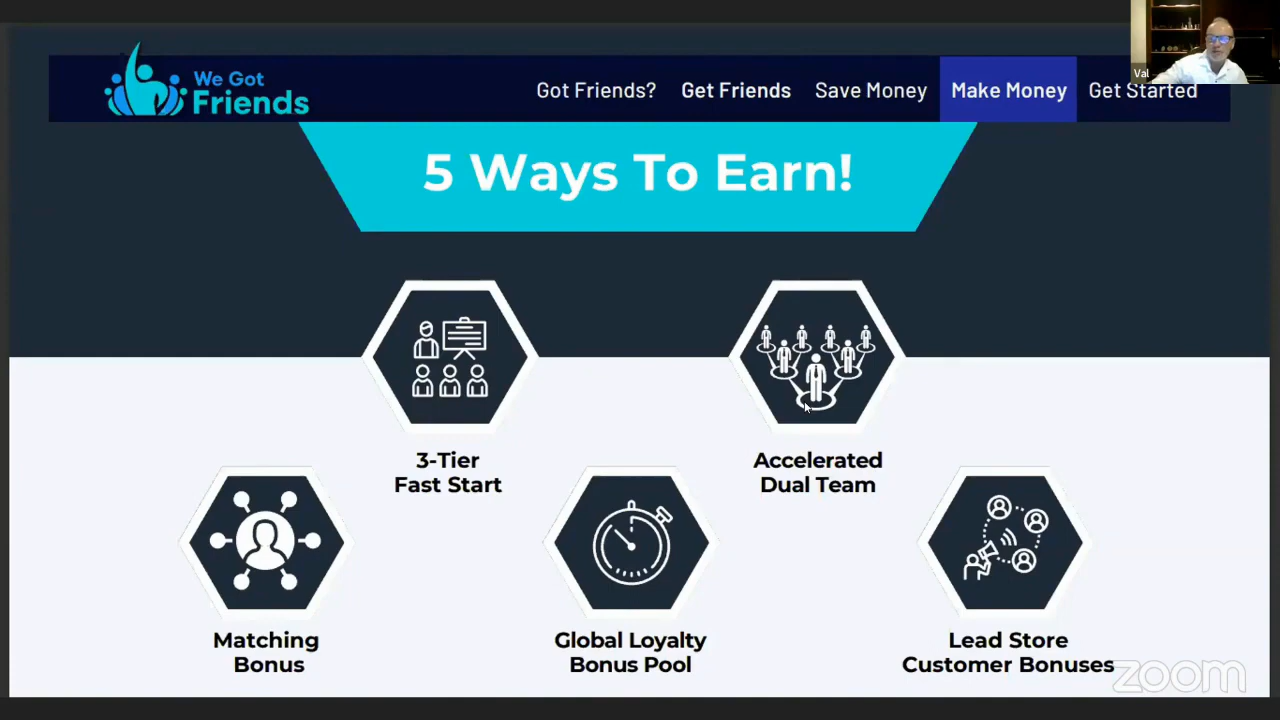 We Got
Friends
Got Friends?
Get Friends
Save Money
Make Money
Get Started
Val
5 Ways To Earn!
3-Tier
Fast Start
Accelerated
Dual Team
Matching
Bonus
Global Loyalty
Bonus Pool
Lead Store
Customer Bonuses
zoom